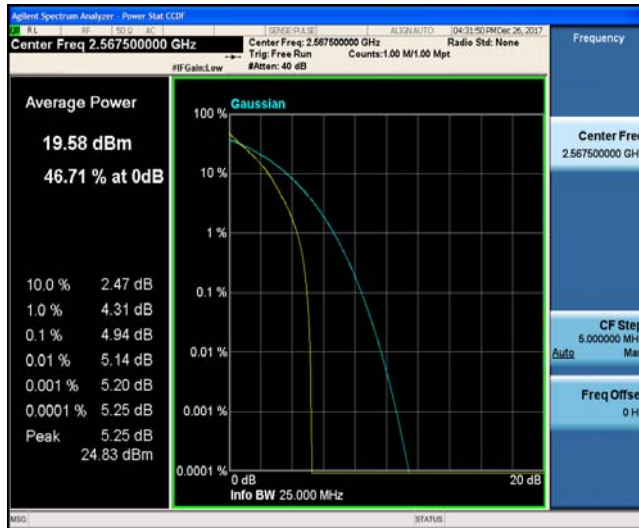 Agilent Spectrum Analyzer - Power Stat CCDF
RL RF 50 Ω AC SENSE:PULSE ALIGNAUTO 04:31:50 PM Dec 26, 2017
Center Freq 2.567500000 GHz
Center Freq: 2.567500000 GHz
Radio Std: None
Trig: Free Run Counts:1.00 M/1.00 Mpt
#IFGain:Low #Atten: 40 dB
Frequency
Average Power
19.58 dBm
46.71 % at 0dB
10.0 % 2.47 dB
1.0 % 4.31 dB
0.1 % 4.94 dB
0.01 % 5.14 dB
0.001 % 5.20 dB
0.0001 % 5.25 dB
Peak 5.25 dB
24.83 dBm
Gaussian
100 %
10 %
1 %
0.1 %
0.01 %
0.001 %
0.0001 %
0 dB 20 dB
Info BW 25.000 MHz
Center Fre
2.567500000 GH
CF Step
5.000000 MH
Auto Ma
Freq Offse
0 H
MSG STATUS